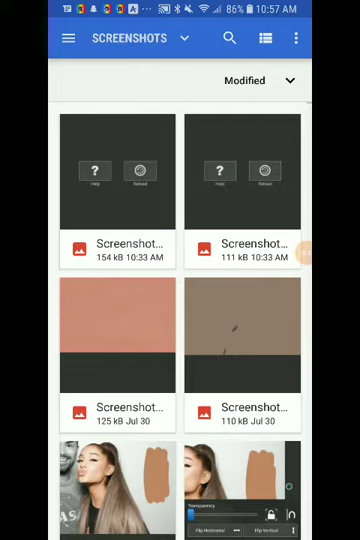 86% 10:57 AM
SCREENSHOTS
Modified
?
Help
Reload
?
Help
Reload
Screenshot...
154 kB 10:33 AM
Screenshot...
111 kB 10:33 AM
Screenshot...
125 kB Jul 30
Screenshot...
110 kB Jul 30
Transparency
Flip Horizontal
Flip Vertical